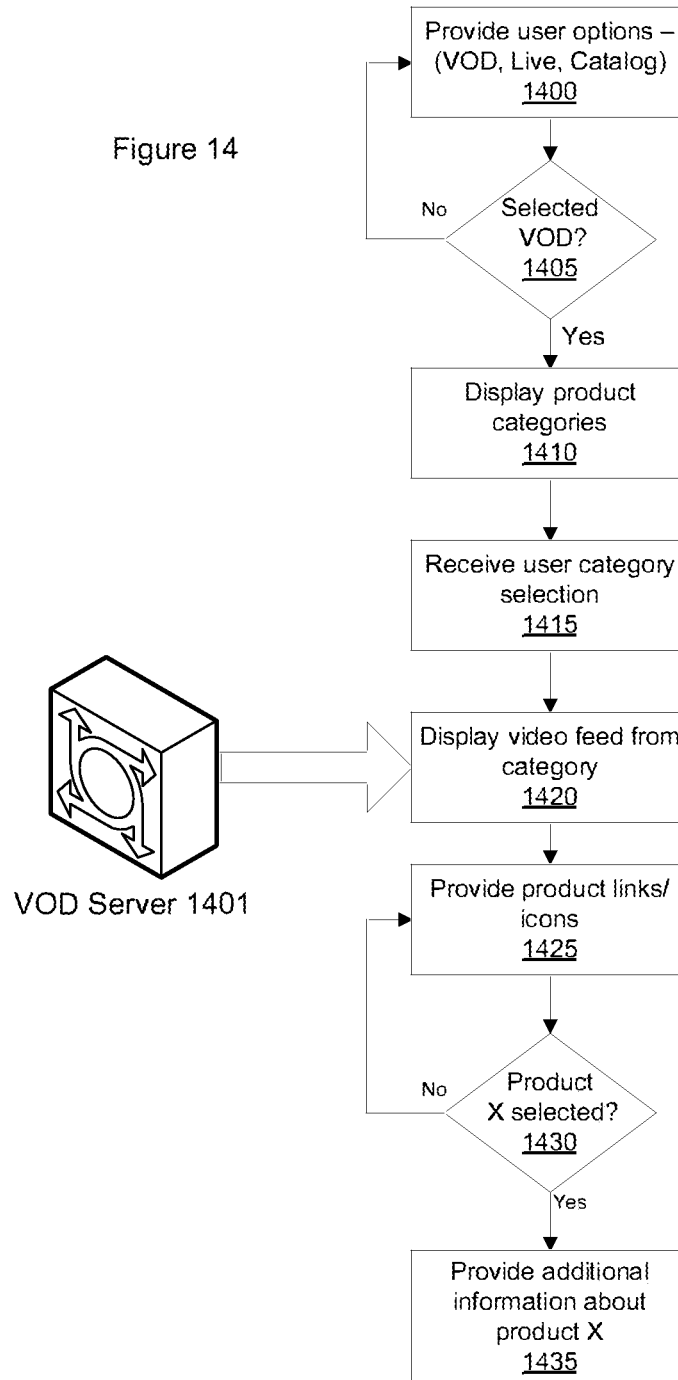 Provide user options –
(VOD, Live, Catalog)
1400
Figure 14
No
Selected
VOD?
1405
Yes
Display product
categories
1410
Receive user category
selection
1415
Display video feed from
category
1420
VOD Server 1401
Provide product links/
icons
1425
No
Product
X selected?
1430
Yes
Provide additional
information about
product X
1435